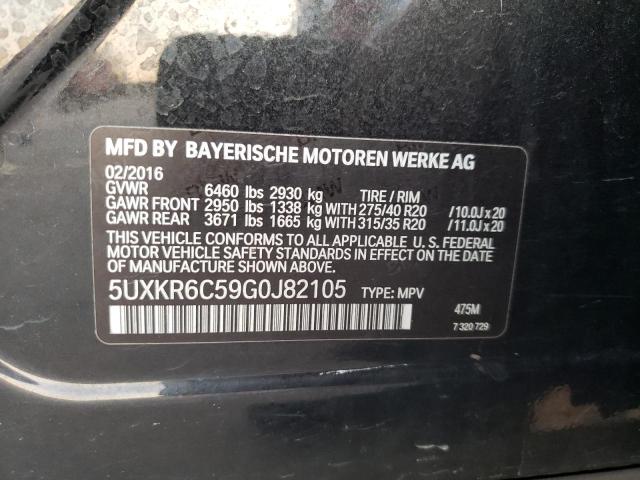 MFD BY BAYERISCHE MOTOREN WERKE AG
02/2016
GVWR 6460 lbs 2930 kg TIRE / RIM
GAWR FRONT 2950 lbs 1338 kg WITH 275/40 R20 /10.0J x 20
GAWR REAR 3671 lbs 1665 kg WITH 315/35 R20 /11.0J x 20
THIS VEHICLE CONFORMS TO ALL APPLICABLE U. S. FEDERAL
MOTOR VEHICLE SAFETY STANDARDS IN EFFECT ON THE
DATE OF MANUFACTURE SHOWN ABOVE.
5UXKR6C59G0J82105 TYPE: MPV
475M
7 320 729